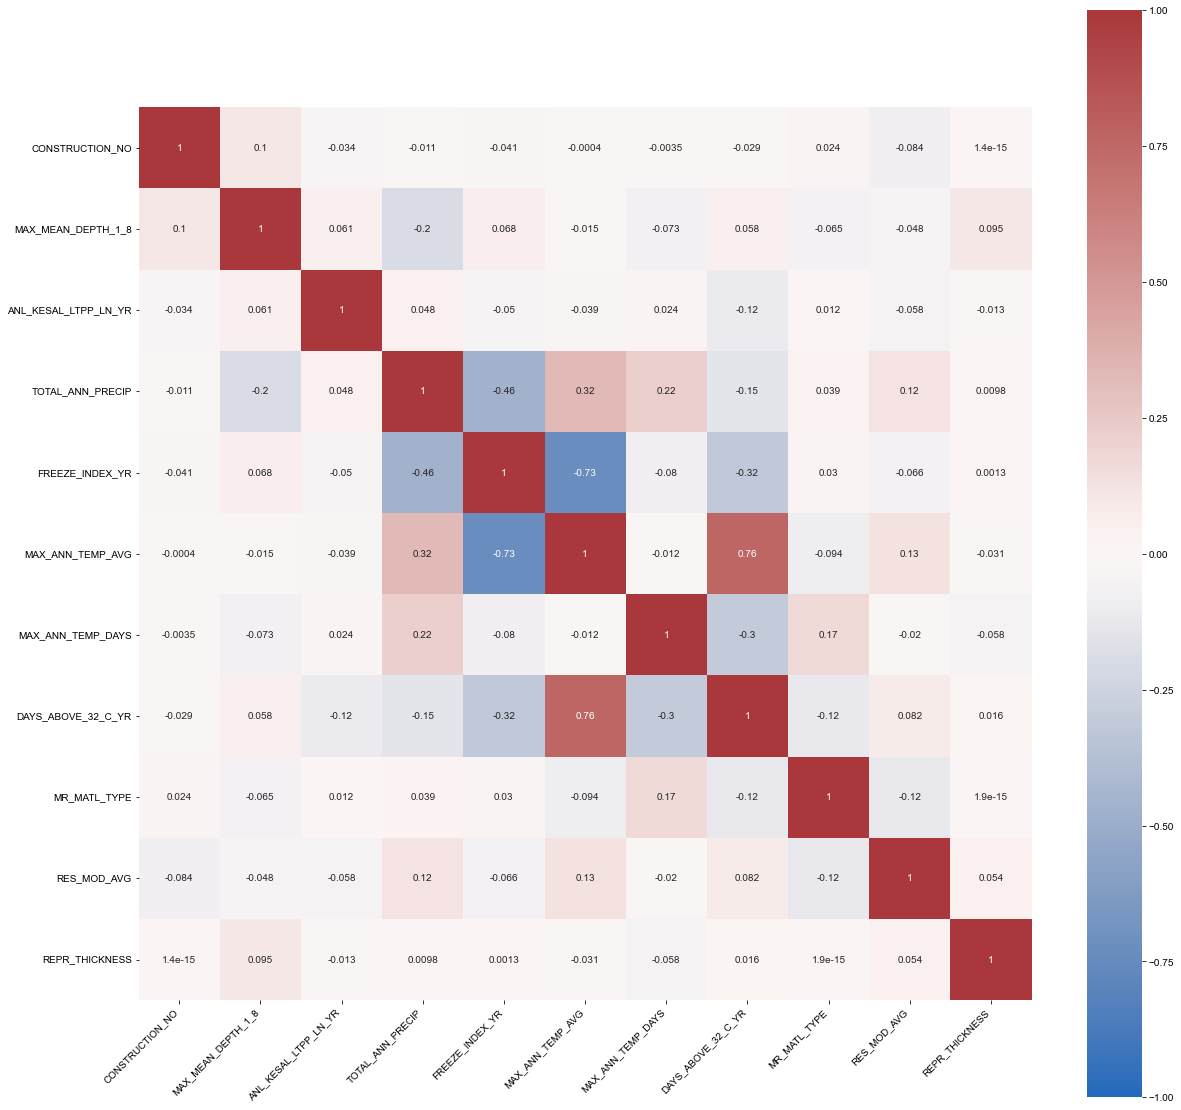 1.00
CONSTRUCTION_NO 1 0.1 -0.034 -0.011 -0.041 -0.0004 -0.0035 -0.029 0.024 -0.084 1.4e-15
0.75
MAX_MEAN_DEPTH_1_8 0.1 1 0.061 -0.2 0.068 -0.015 -0.073 0.058 -0.065 -0.048 0.095
0.50
ANL_KESAL_LTPP_LN_YR -0.034 0.061 1 0.048 -0.05 -0.039 0.024 -0.12 0.012 -0.058 -0.013
TOTAL_ANN_PRECIP -0.011 -0.2 0.048 1 -0.46 0.32 0.22 -0.15 0.039 0.12 0.0098
0.25
FREEZE_INDEX_YR -0.041 0.068 -0.05 -0.46 1 -0.73 -0.08 -0.32 0.03 -0.066 0.0013
MAX_ANN_TEMP_AVG -0.0004 -0.015 -0.039 0.32 -0.73 1 -0.012 0.76 -0.094 0.13 -0.031
0.00
MAX_ANN_TEMP_DAYS -0.0035 -0.073 0.024 0.22 -0.08 -0.012 1 -0.3 0.17 -0.02 -0.058
−0.25
DAYS_ABOVE_32_C_YR -0.029 0.058 -0.12 -0.15 -0.32 0.76 -0.3 1 -0.12 0.082 0.016
MR_MATL_TYPE 0.024 -0.065 0.012 0.039 0.03 -0.094 0.17 -0.12 1 -0.12 1.9e-15
−0.50
RES_MOD_AVG -0.084 -0.048 -0.058 0.12 -0.066 0.13 -0.02 0.082 -0.12 1 0.054
REPR_THICKNESS 1.4e-15 0.095 -0.013 0.0098 0.0013 -0.031 -0.058 0.016 1.9e-15 0.054 1
−0.75
CONSTRUCTION_NO
MAX_MEAN_DEPTH_1_8
ANL_KESAL_LTPP_LN_YR
TOTAL_ANN_PRECIP
FREEZE_INDEX_YR
MAX_ANN_TEMP_AVG
MAX_ANN_TEMP_DAYS
DAYS_ABOVE_32_C_YR
MR_MATL_TYPE
RES_MOD_AVG
REPR_THICKNESS
−1.00